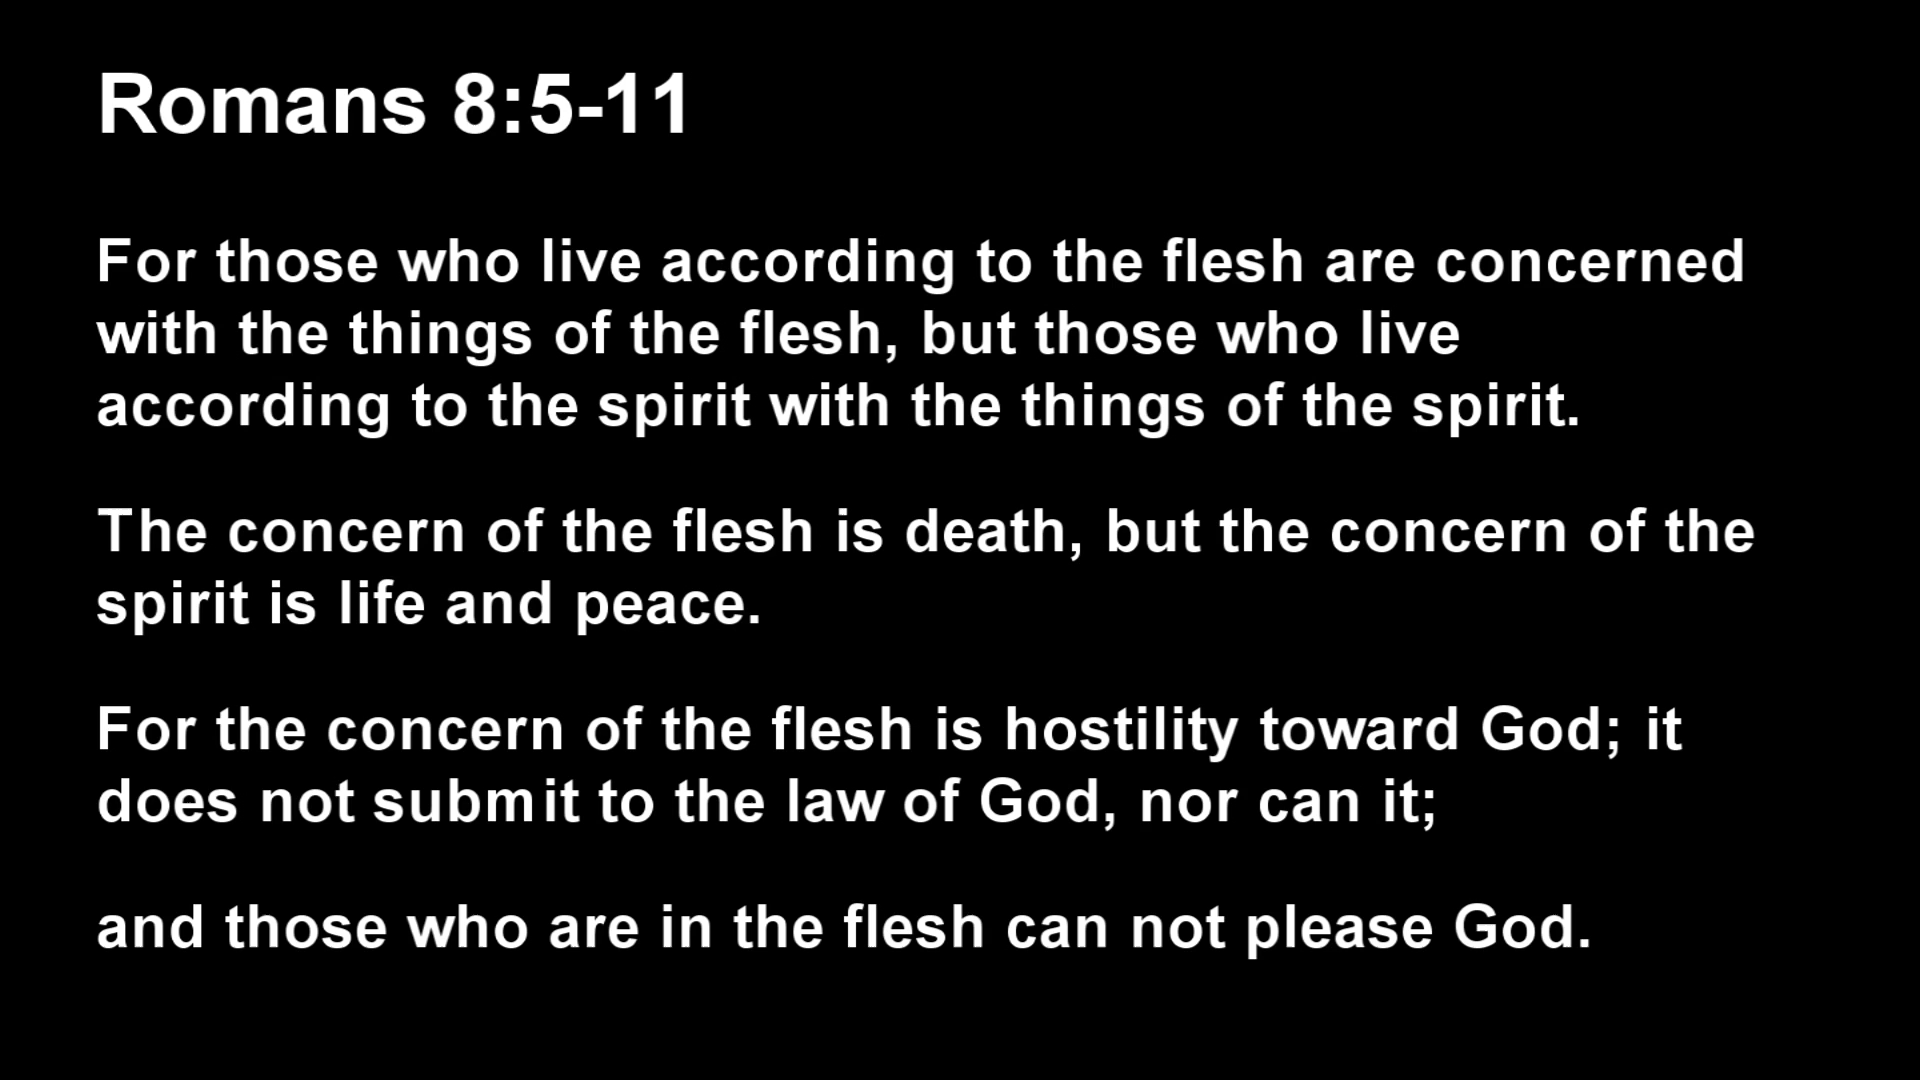 Romans 8:5-11
For those who live according to the flesh are concerned
with the things of the flesh, but those who live
according to the spirit with the things of the spirit.
The concern of the flesh is death, but the concern of the
spirit is life and peace.
For the concern of the flesh is hostility toward God; it
does not submit to the law of God, nor can it;
and those who are in the flesh can not please God.